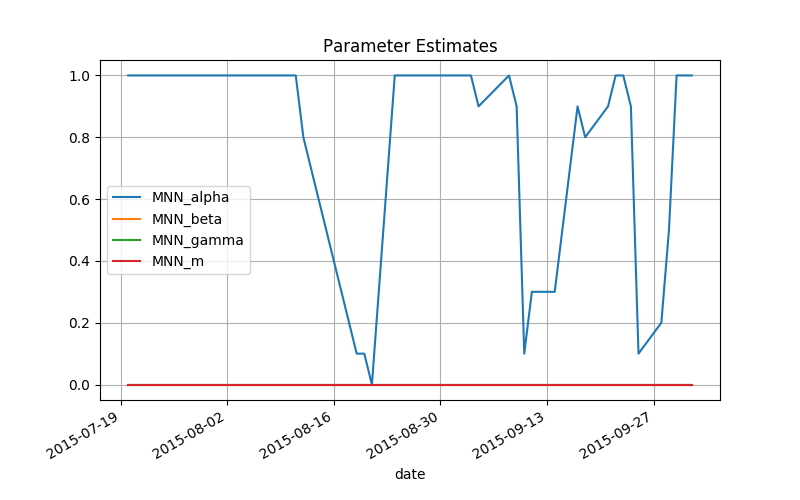 Parameter Estimates
1.0
0.8
0.6
0.4
0.2
0.0
MNN_alpha
MNN_beta
MNN_gamma
MNN_m
2015-07-19
2015-08-02
2015-08-16
2015-08-30
2015-09-13
2015-09-27
date